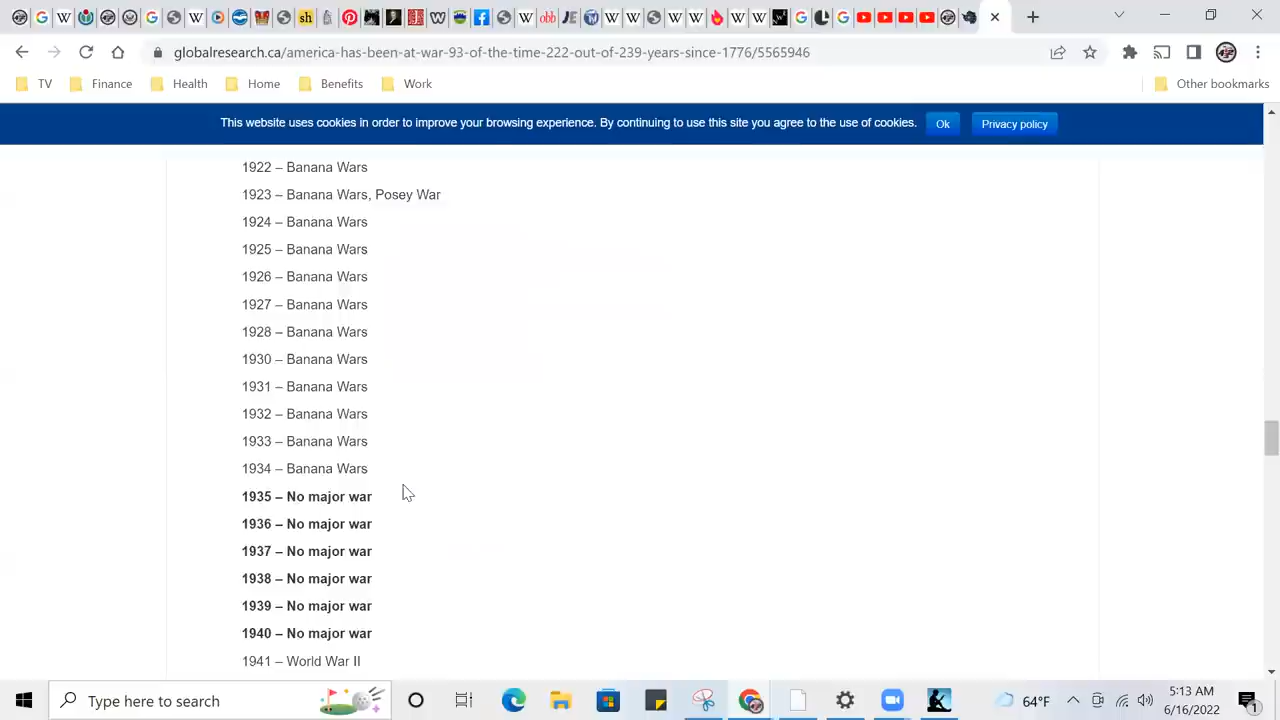 globalresearch.ca/america-has-been-at-war-93-of-the-time-222-out-of-239-years-since-1776/5565946
TV Finance Health Home Benefits Work Other bookmarks
This website uses cookies in order to improve your browsing experience. By continuing to use this site you agree to the use of cookies. Ok Privacy policy
1922 – Banana Wars
1923 – Banana Wars, Posey War
1924 – Banana Wars
1925 – Banana Wars
1926 – Banana Wars
1927 – Banana Wars
1928 – Banana Wars
1930 – Banana Wars
1931 – Banana Wars
1932 – Banana Wars
1933 – Banana Wars
1934 – Banana Wars
1935 – No major war
1936 – No major war
1937 – No major war
1938 – No major war
1939 – No major war
1940 – No major war
1941 – World War II
Type here to search 64°F 5:13 AM
6/16/2022 1